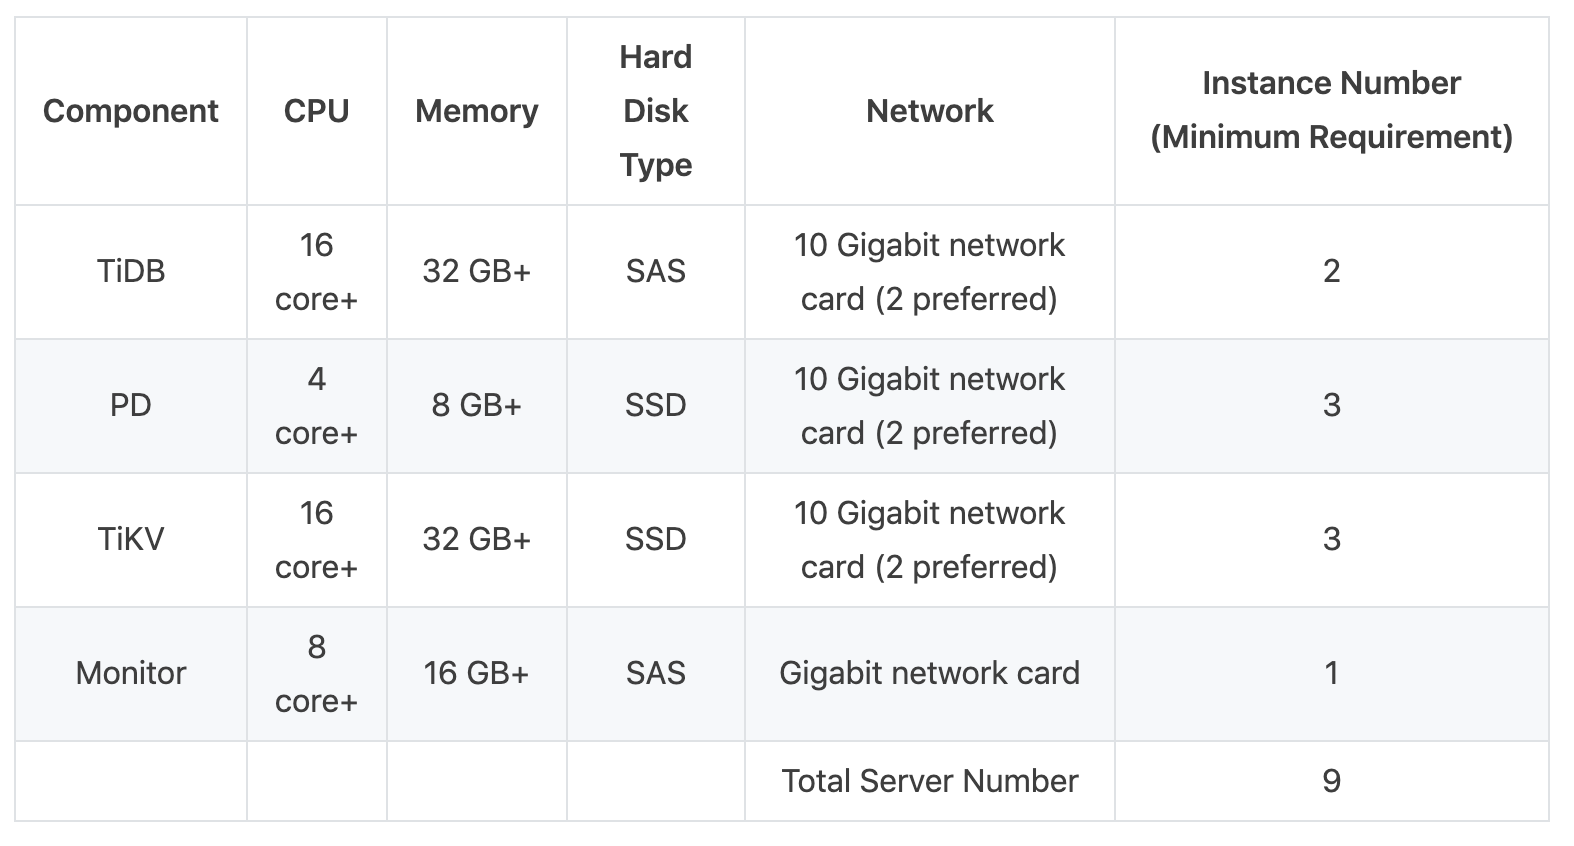 Component
CPU
Memory
Hard
Disk
Type
Network
Instance Number
(Minimum Requirement)
TiDB
16
core+
32 GB+
SAS
10 Gigabit network
card (2 preferred)
2
PD
4
core+
8 GB+
SSD
10 Gigabit network
card (2 preferred)
3
TiKV
16
core+
32 GB+
SSD
10 Gigabit network
card (2 preferred)
3
Monitor
8
core+
16 GB+
SAS
Gigabit network card
1
Total Server Number
9